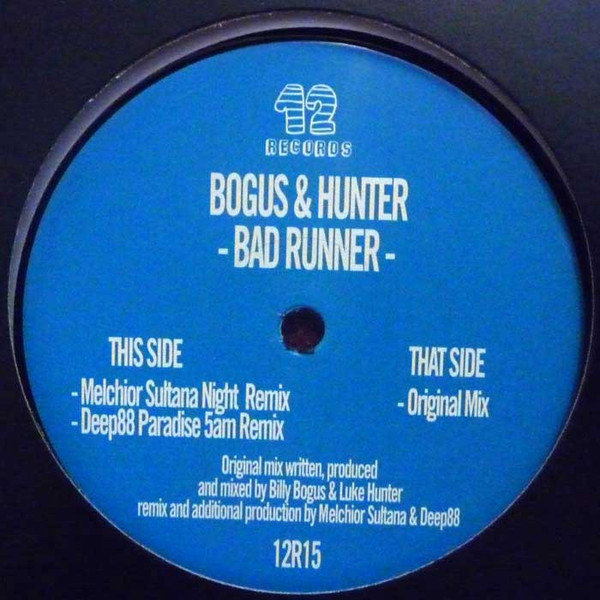 12
RECORDS
BOGUS & HUNTER
- BAD RUNNER -
THIS SIDE
- Melchior Sultana Night Remix
- Deep88 Paradise 5am Remix
THAT SIDE
- Original Mix
Original mix written, produced
and mixed by Billy Bogus & Luke Hunter
remix and additional production by Melchior Sultana & Deep88
12R15